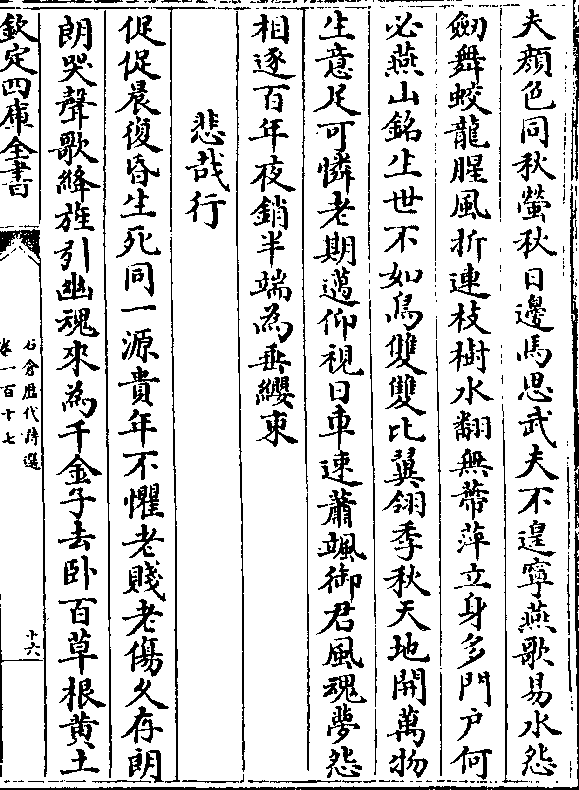 夫顔色同秋螢秋日邊馬思武夫不遑寧燕歌易水怨
劒舞蛟龍腥風折連枝樹水翻無蔕萍立身多門户何
必燕山銘生世不如鳥雙雙比翼翎季秋天地開萬物
生意足可憐老期邁仰視日車速蕭颯御君風魂夢怨
相逐百年夜銷半端為垂纓束
悲哉行
促促晨復昏生死同一源貴年不懼老賤老傷久存朗
朗哭聲歌絳旌引幽魂來為千金子去卧百草根黄土
欽定四庫全書
石倉歷代詩選
卷一百十七
十六